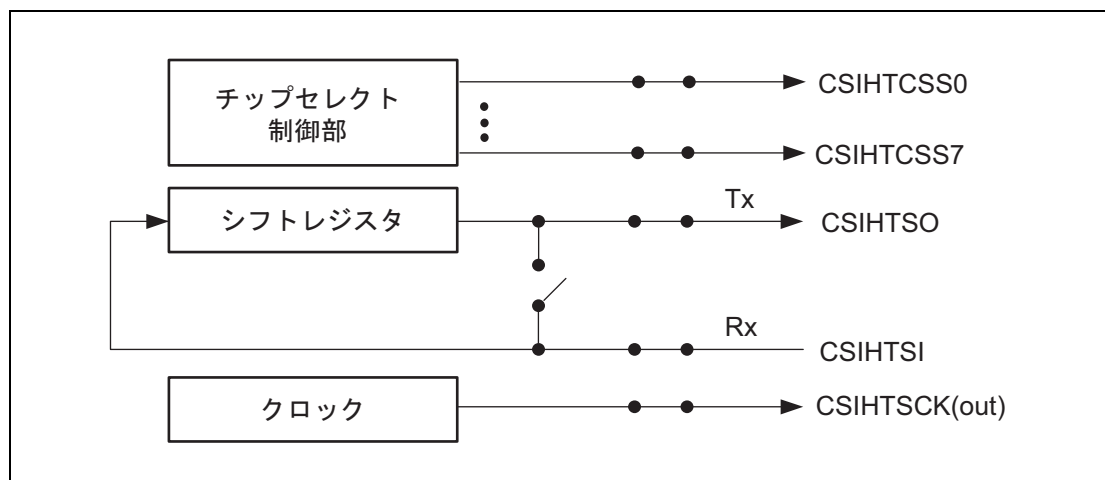 チップセレクト
制御部
CSIHTCSS0
CSIHTCSS7
シフトレジスタ
Tx
CSIHTSO
Rx
CSIHTSI
クロック
CSIHTSCK(out)